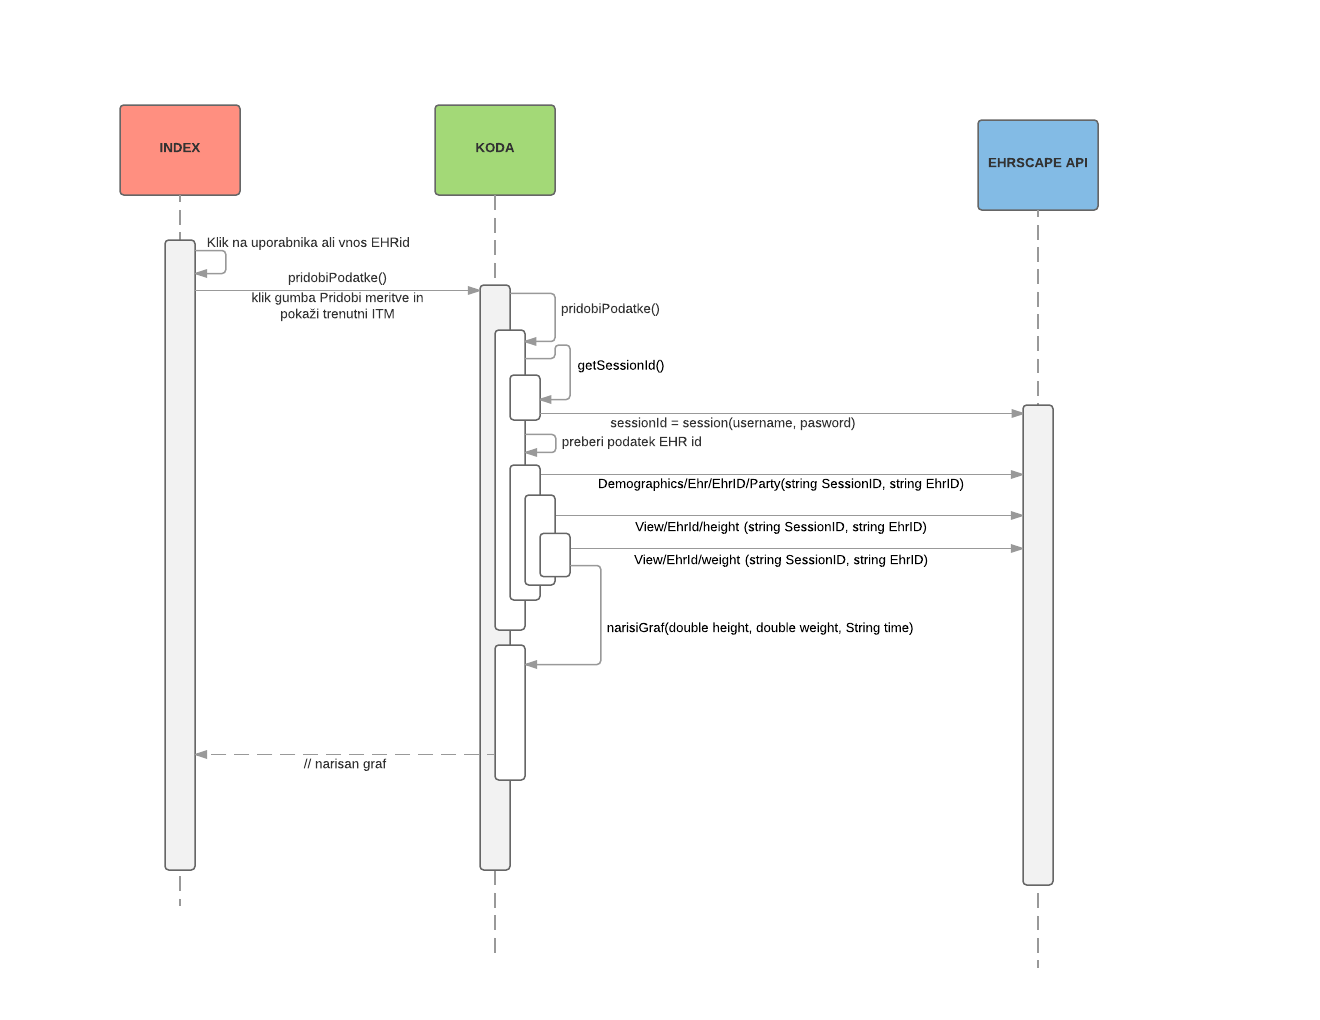 INDEX
KODA
EHRSCAPE API
Klik na uporabnika ali vnos EHRid
pridobiPodatke()
klik gumba Pridobi meritve in
pokaži trenutni ITM
pridobiPodatke()
getSessionId()
sessionId = session(username, pasword)
preberi podatek EHR id
Demographics/Ehr/EhrID/Party(string SessionID, string EhrID)
View/EhrId/height (string SessionID, string EhrID)
View/EhrId/weight (string SessionID, string EhrID)
narisiGraf(double height, double weight, String time)
// narisan graf